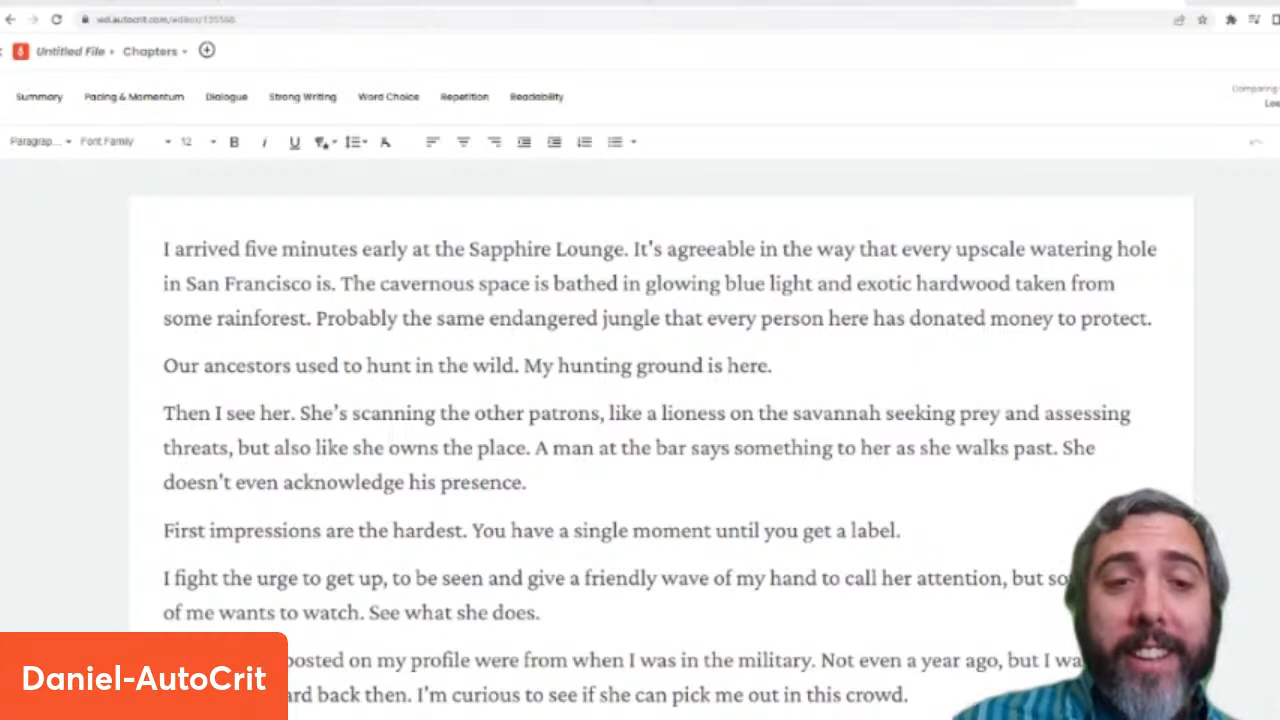 wd.autocrit.com/editor/135598
Untitled File Chapters
Summary Pacing & Momentum Dialogue Strong Writing Word Choice Repetition Readability
Comparing
Lee
Paragrap... Font Family 12 B i U
I arrived five minutes early at the Sapphire Lounge. It's agreeable in the way that every upscale watering hole
in San Francisco is. The cavernous space is bathed in glowing blue light and exotic hardwood taken from
some rainforest. Probably the same endangered jungle that every person here has donated money to protect.
Our ancestors used to hunt in the wild. My hunting ground is here.
Then I see her. She's scanning the other patrons, like a lioness on the savannah seeking prey and assessing
threats, but also like she owns the place. A man at the bar says something to her as she walks past. She
doesn't even acknowledge his presence.
First impressions are the hardest. You have a single moment until you get a label.
I fight the urge to get up, to be seen and give a friendly wave of my hand to call her attention, but so
of me wants to watch. See what she does.
posted on my profile were from when I was in the military. Not even a year ago, but I wa
ard back then. I'm curious to see if she can pick me out in this crowd.
Daniel-AutoCrit